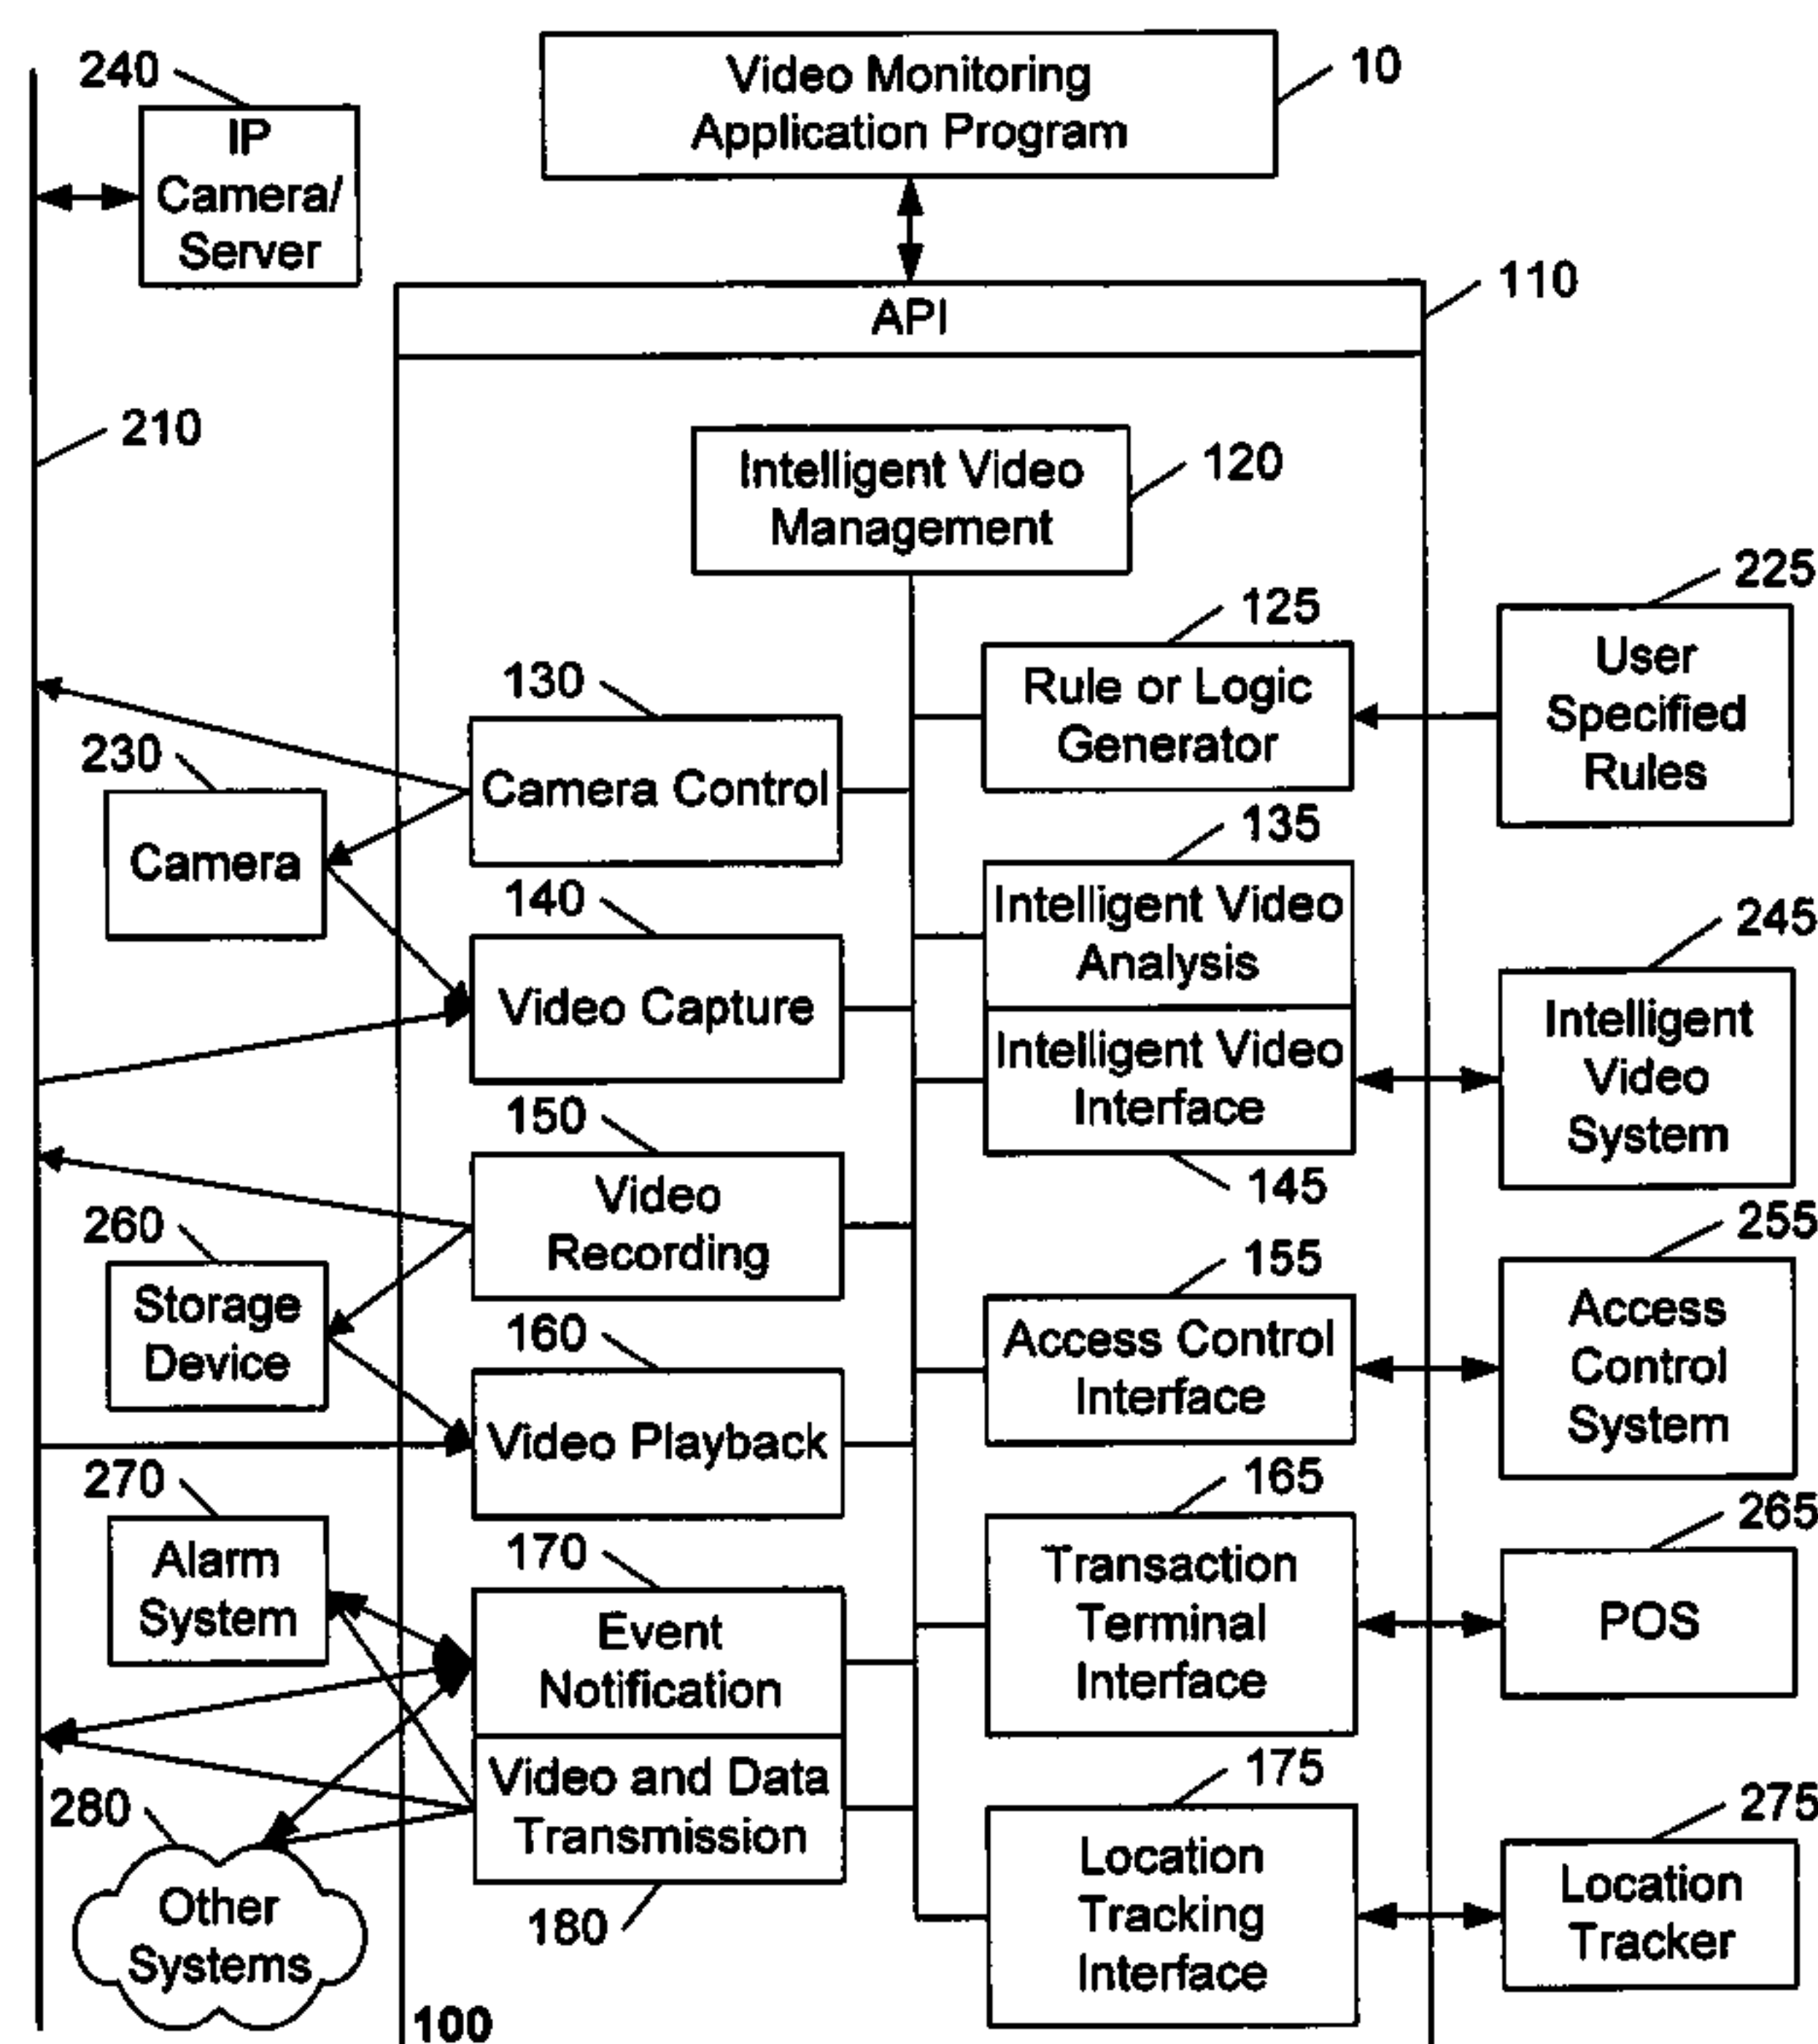 240
IP
Camera/
Server
Video Monitoring
Application Program
10
110
API
210
Intelligent Video
Management
120
225
User
Specified
Rules
125
Rule or Logic
Generator
130
Camera Control
230
Camera
135
Intelligent Video
Analysis
140
Video Capture
245
Intelligent
Video
System
Intelligent Video
Interface
145
150
Video
Recording
260
Storage
Device
255
Access
Control
System
155
Access Control
Interface
160
Video Playback
270
Alarm
System
165
Transaction
Terminal
Interface
265
POS
170
Event
Notification
Video and Data
Transmission
180
280
Other
Systems
175
Location
Tracking
Interface
275
Location
Tracker
100